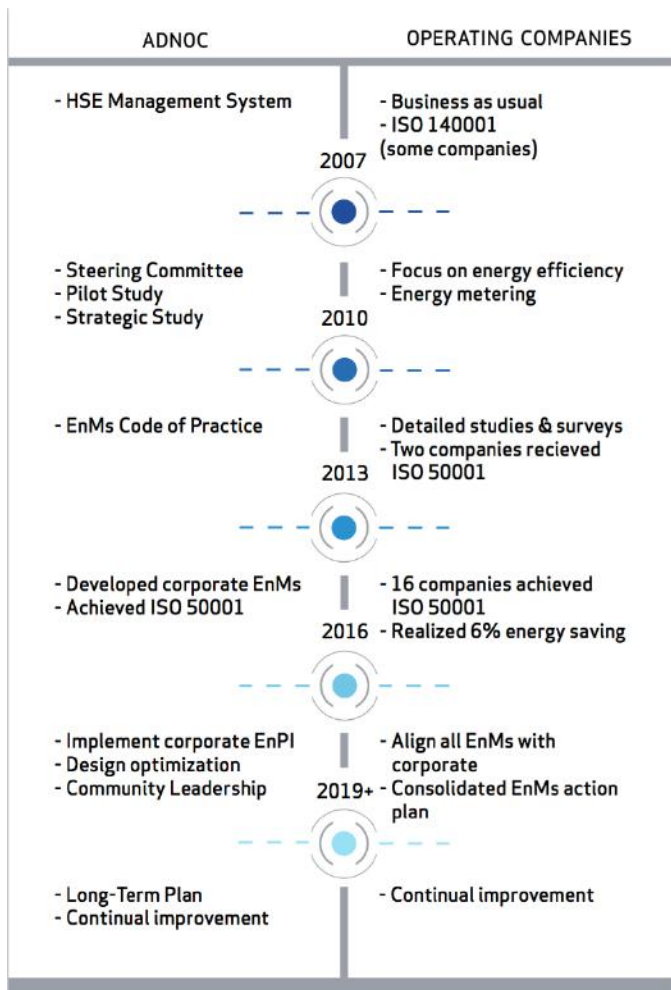 ADNOC
OPERATING COMPANIES
- HSE Management System
- Business as usual
- ISO 140001
(some companies)
2007
- Steering Committee
- Pilot Study
- Strategic Study
- Focus on energy efficiency
- Energy metering
2010
- EnMs Code of Practice
- Detailed studies & surveys
- Two companies recieved
ISO 50001
2013
- Developed corporate EnMs
- Achieved ISO 50001
- 16 companies achieved
ISO 50001
- Realized 6% energy saving
2016
- Implement corporate EnPI
- Design optimization
- Community Leadership
- Align all EnMs with
corporate
- Consolidated EnMs action
plan
2019+
- Long-Term Plan
- Continual improvement
- Continual improvement